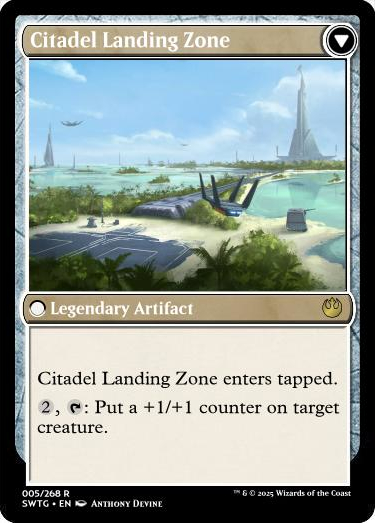 Citadel Landing Zone
Legendary Artifact
Citadel Landing Zone enters tapped.
2, : Put a +1/+1 counter on target
creature.
005/268 R
SWTG • EN Anthony Devine
™ & © 2025 Wizards of the Coast